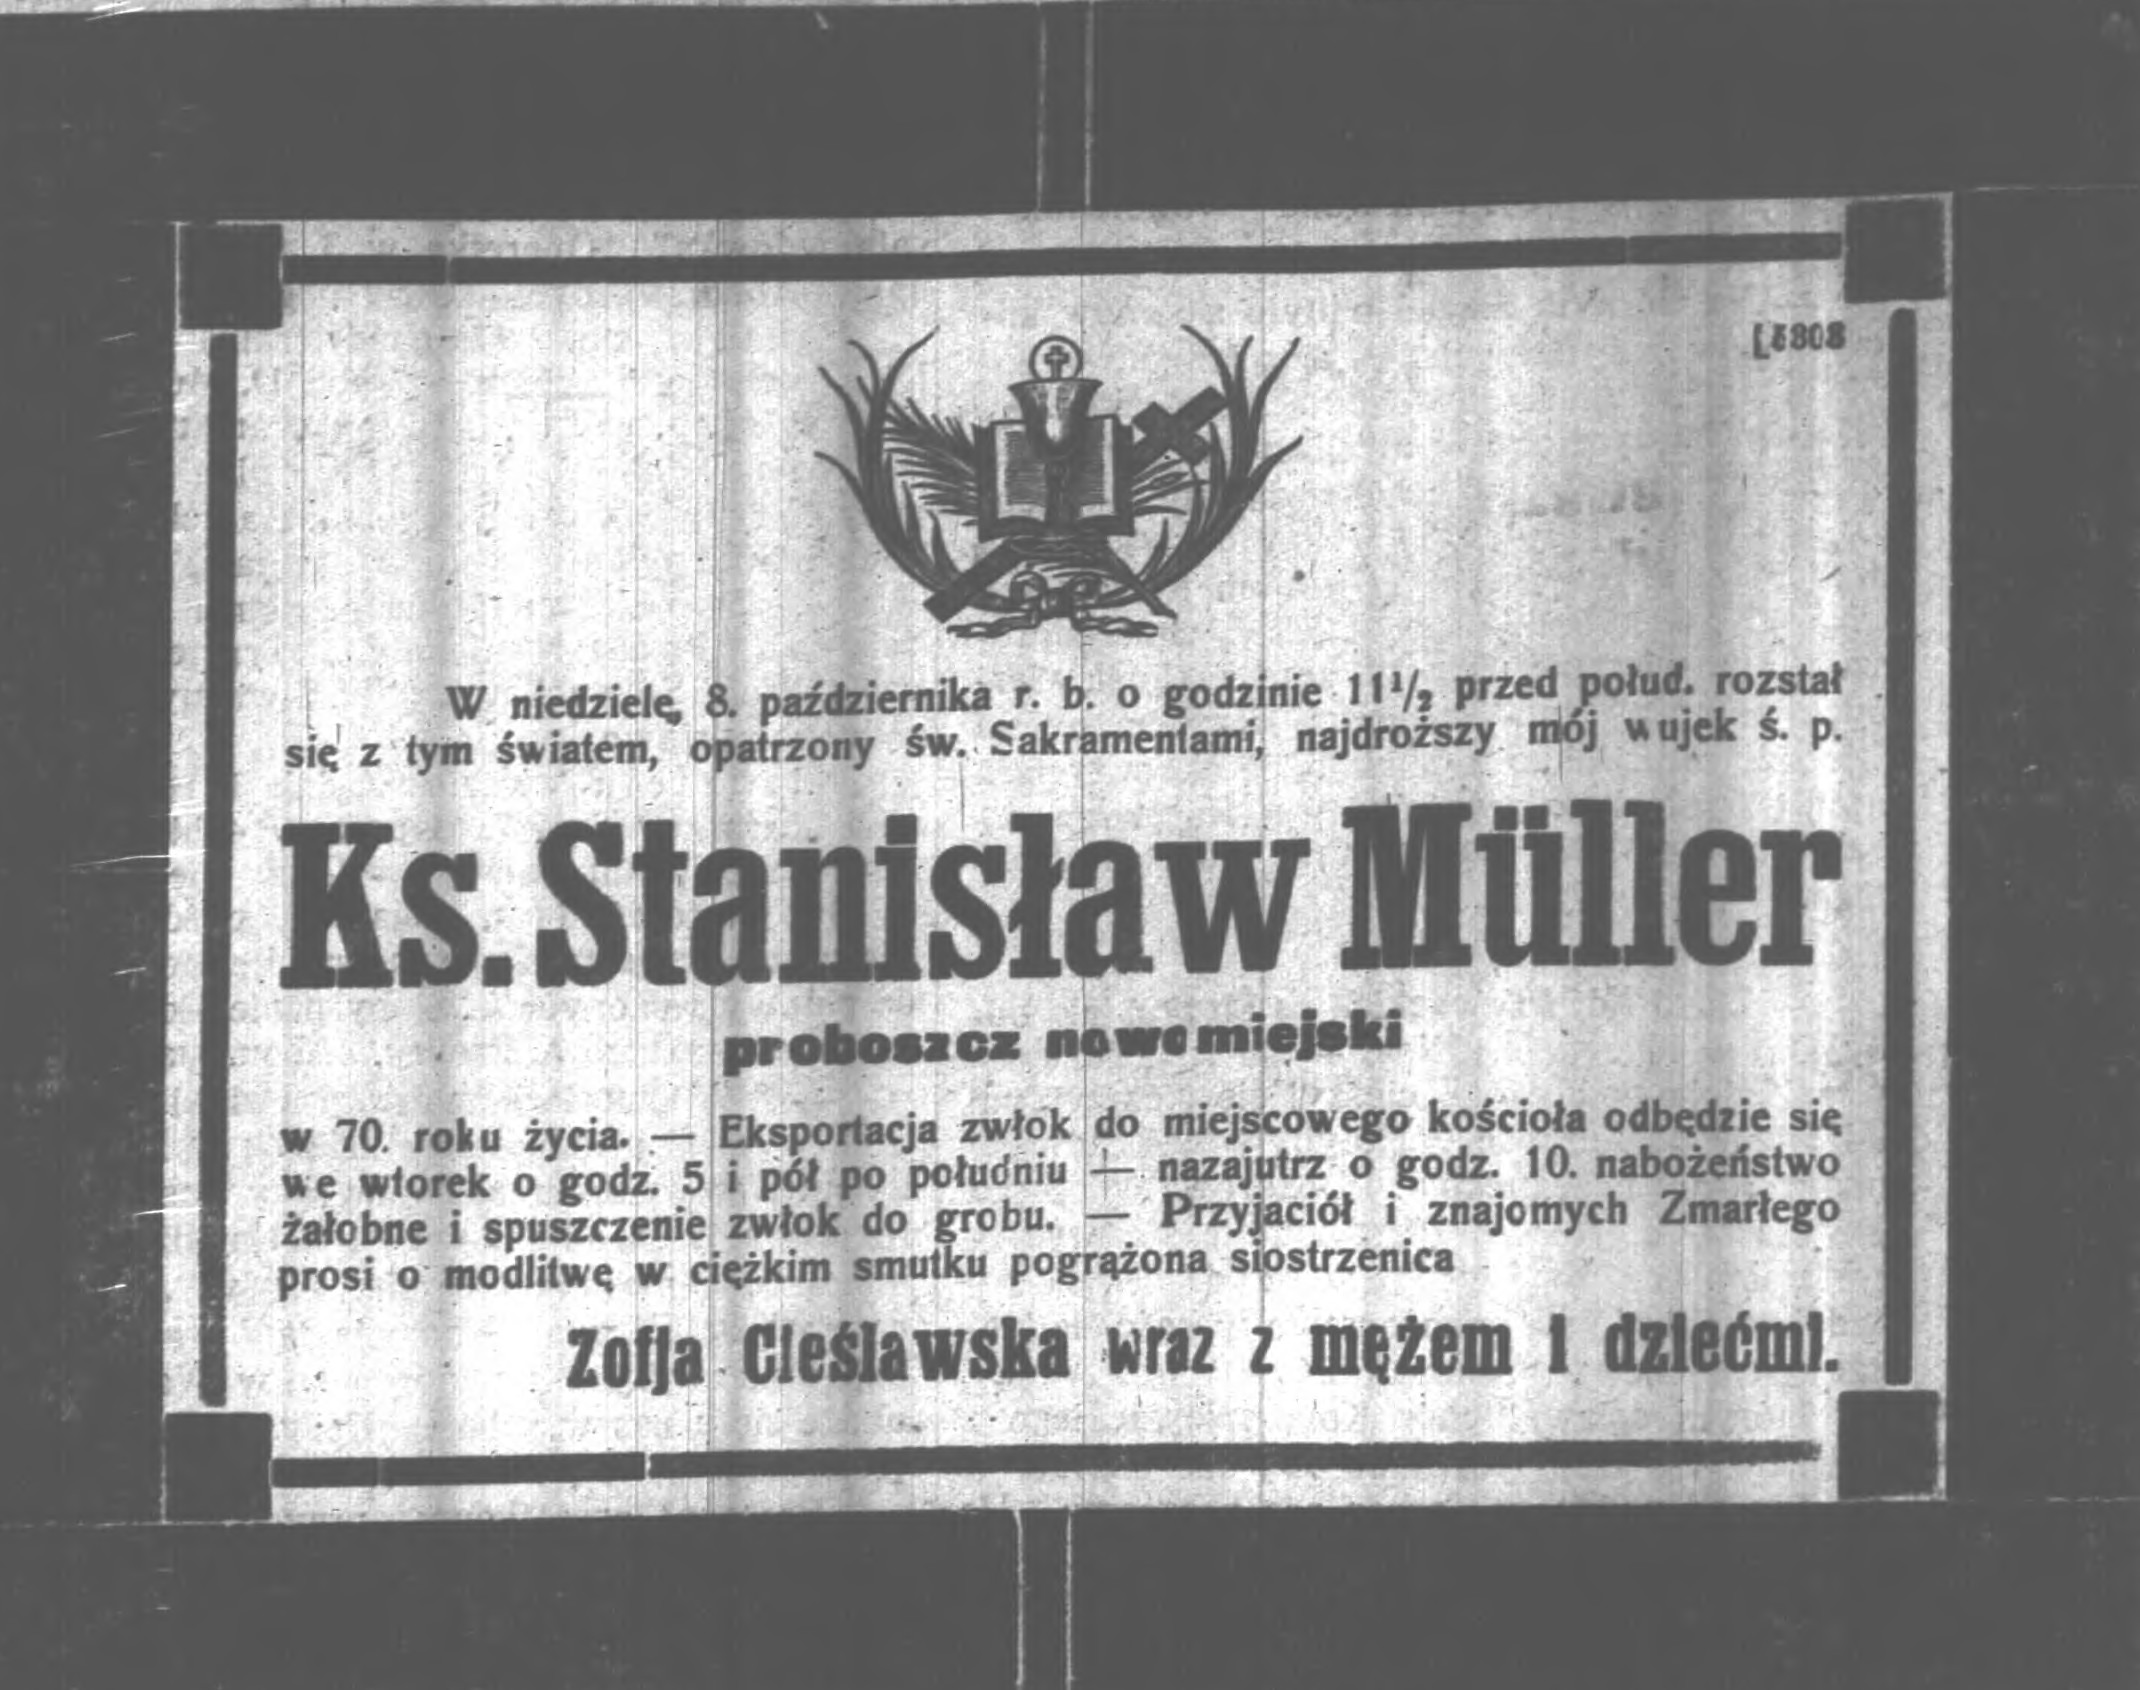 W niedzielę, 8. października r. b. o godzinie 11½ przed połud. rozstał
się z tym światem, opatrzony św. Sakramentami, najdroższy mój wujek ś. p.
Ks. Stanisław Müller
proboszcz nowomiejski
w 70. roku życia. — Eksportacja zwłok do miejscowego kościoła odbędzie się
we wtorek o godz. 5 i pół po południu — nazajutrz o godz. 10. nabożeństwo
żałobne i spuszczenie zwłok do grobu. — Przyjaciół i znajomych Zmarłego
prosi o modlitwę w ciężkim smutku pogrążona siostrzenica
Zofja Cieślawska wraz z mężem i dziećmi.